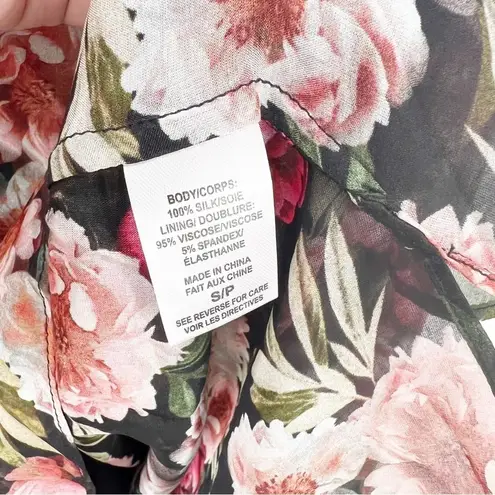 BODY/CORPS:
100% SILK/SOIE
LINING/ DOUBLURE:
95% VISCOSE/VISCOSE
5% SPANDEX/
ÉLASTHANNE
MADE IN CHINA
FAIT AUX CHINE
S/P
SEE REVERSE FOR CARE
VOIR LES DIRECTIVES